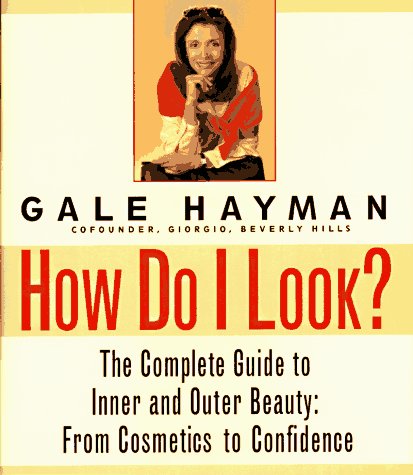 GALE HAYMAN
COFOUNDER, GIORGIO, BEVERLY HILLS
HOW DO I LOOK?
The Complete Guide to
Inner and Outer Beauty:
From Cosmetics to Confidence